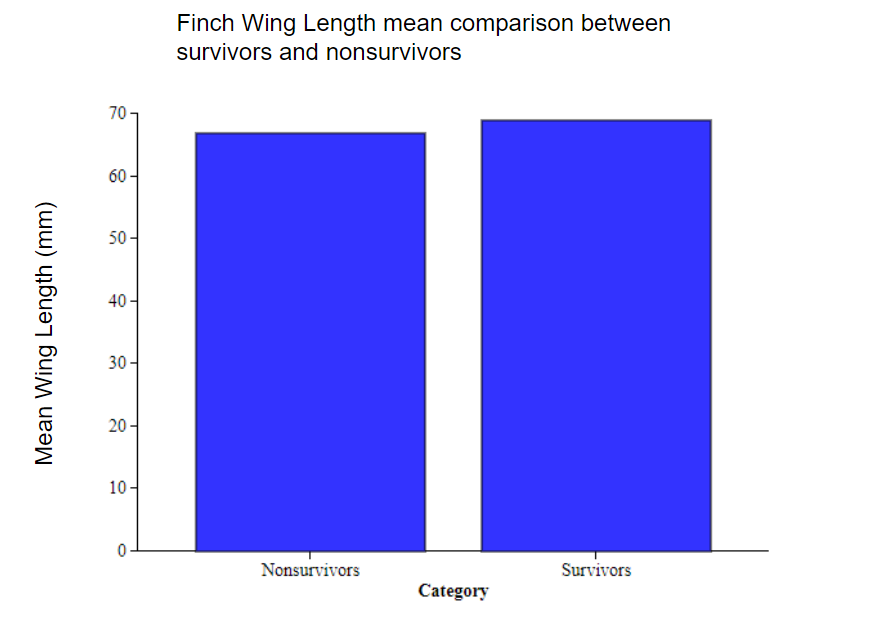 Finch Wing Length mean comparison between
survivors and nonsurvivors
Mean Wing Length (mm)
70
60
50
40
30
20
10
0
Nonsurvivors
Survivors
Category